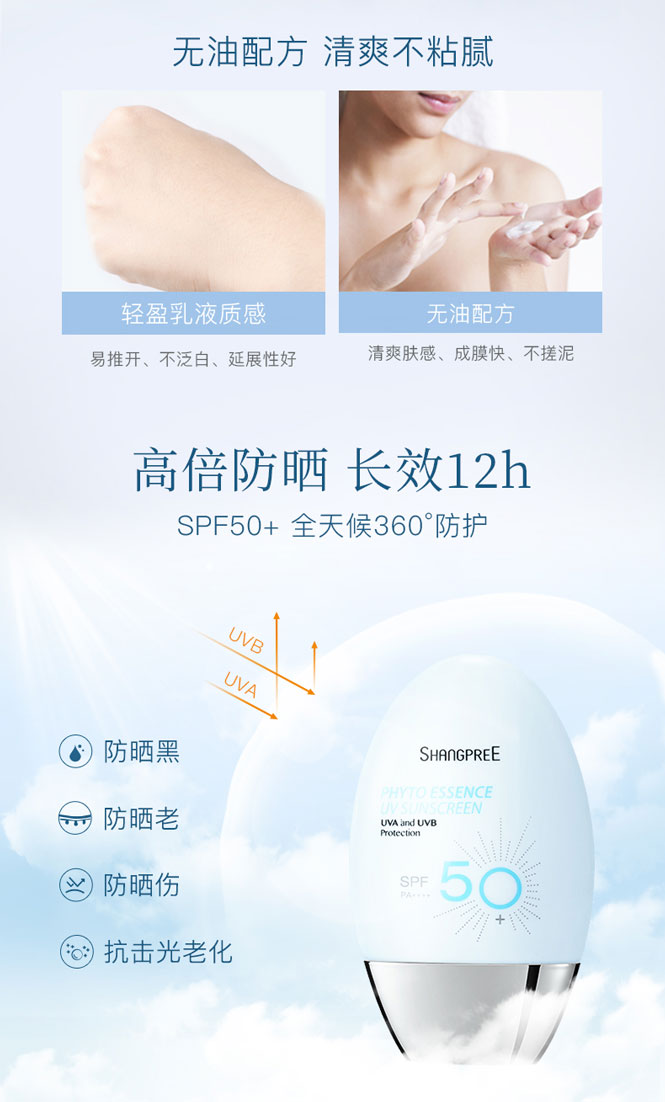 无油配方 清爽不粘腻
轻盈乳液质感
无油配方
易推开、不泛白、延展性好
清爽肤感、成膜快、不搓泥
高倍防晒 长效12h
SPF50+ 全天候360°防护
UVB
UVA
防晒黑
防晒老
防晒伤
抗击光老化
SHANGPREE
PHYTO ESSENCE
UV SUNSCREEN
UVA and UVB
Protection
SPF 50+
PA++++